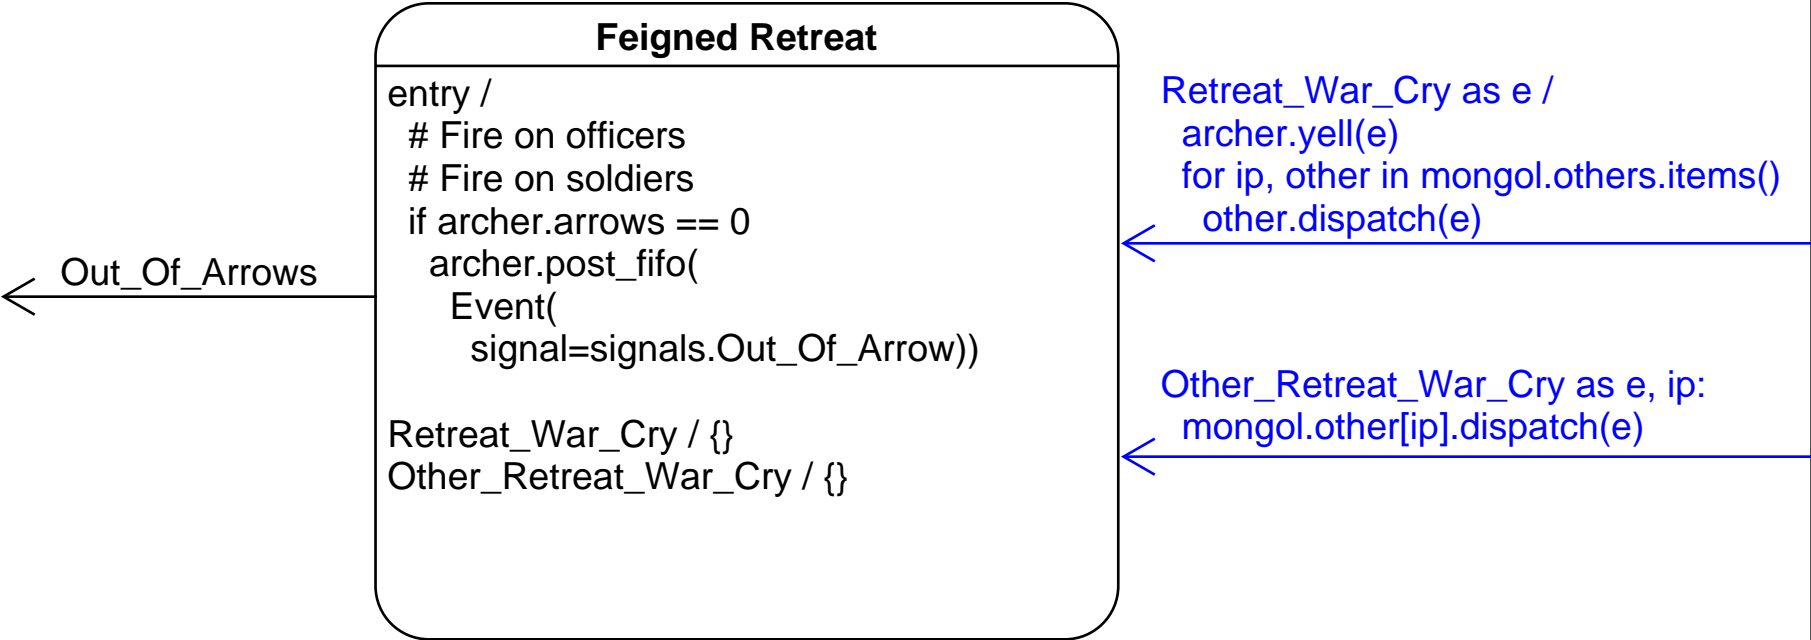 Feigned Retreat
entry /
# Fire on officers
# Fire on soldiers
if archer.arrows == 0
archer.post_fifo(
Event(
signal=signals.Out_Of_Arrow))
Retreat_War_Cry / {}
Other_Retreat_War_Cry / {}
Out_Of_Arrows
Retreat_War_Cry as e /
archer.yell(e)
for ip, other in mongol.others.items()
other.dispatch(e)
Other_Retreat_War_Cry as e, ip:
mongol.other[ip].dispatch(e)